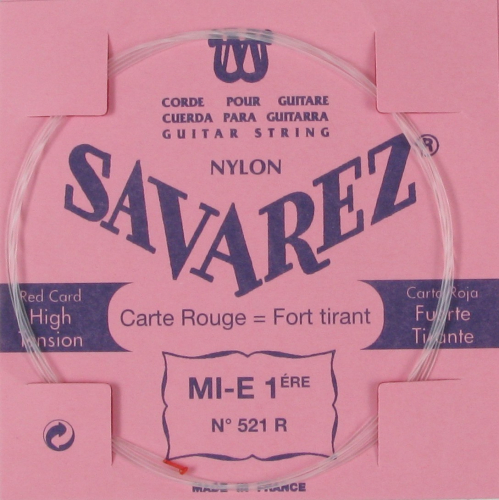 CORDE POUR GUITARE
CUERDA PARA GUITARRA
GUITAR STRING
NYLON
SAVAREZ®
Red Card
High
Tension
Carte Rouge = Fort tirant
Carta Roja
Fuerte
Tirante
MI-E 1ÈRE
N° 521 R
MADE IN FRANCE